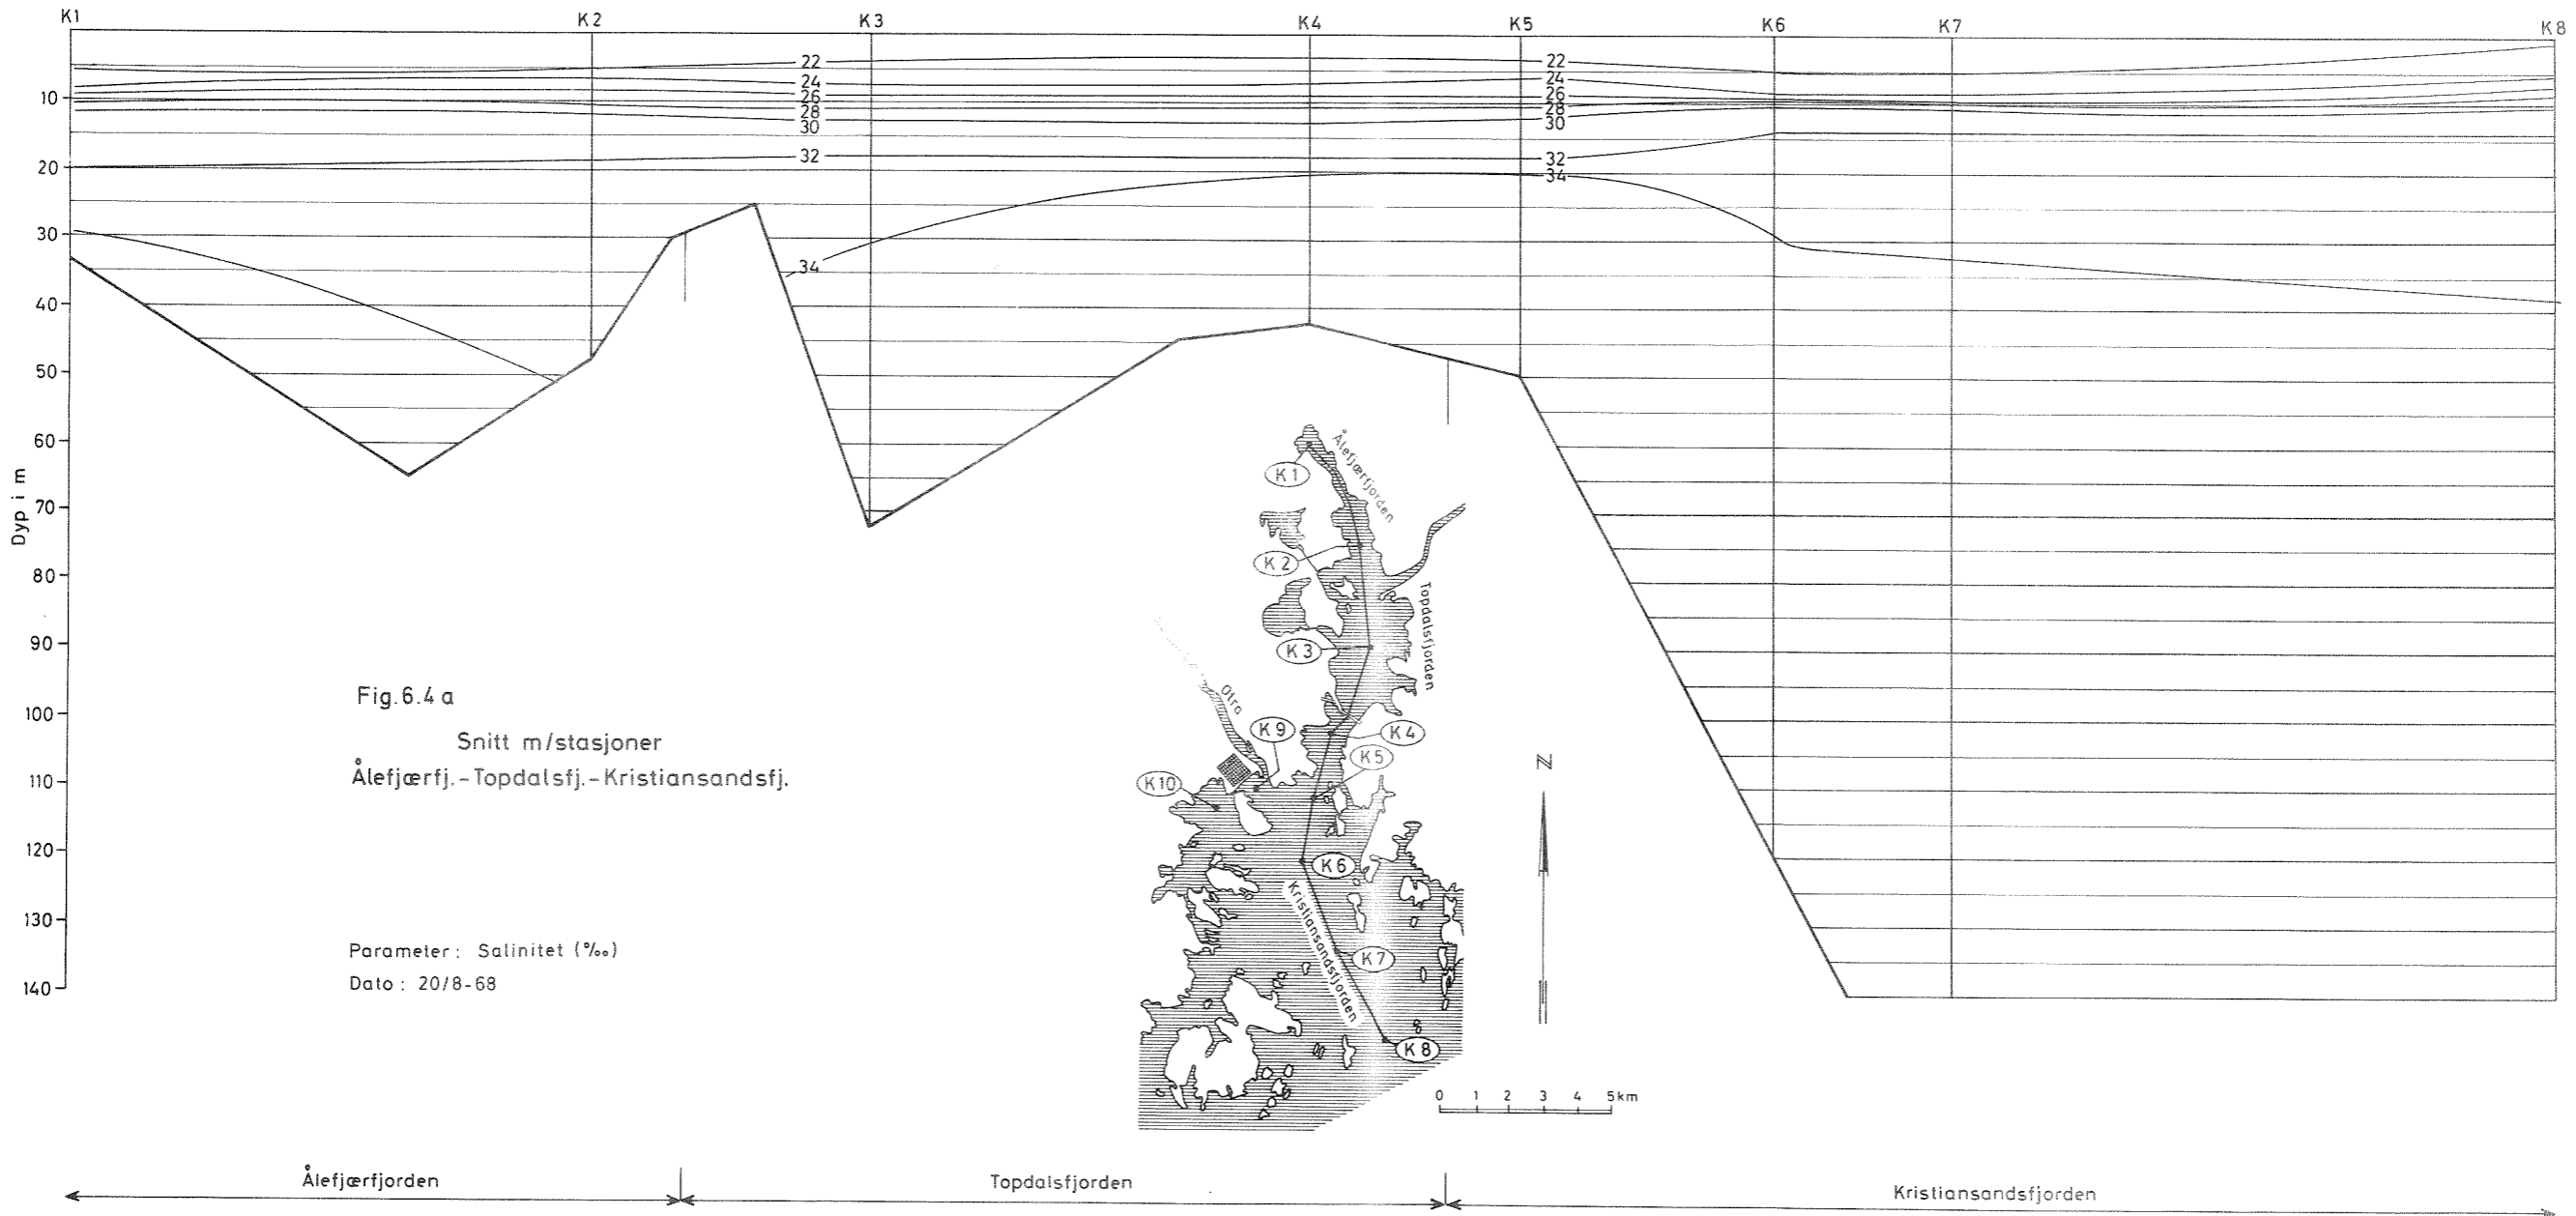 K1 K2 K3 K4 K5 K6 K7 K8
22 22
24 24
26 26
28 28
30 30
32 32
34
34
10
20
30
40
50
60
70
80
90
100
110
120
130
140
Dyp i m
Fig. 6.4 a
Snitt m/stasjoner
Ålefjærfj.-Topdalsfj.-Kristiansandsfj.
Parameter: Salinitet (‰)
Dato: 20/8-68
Ålefjærfjorden
K1
K2
Topdalsfjorden
K3
Otra
K9
K4
K5
K10
K6
Kristiansandsfjorden
K7
K8
N
0 1 2 3 4 5 km
Ålefjærfjorden Topdalsfjorden Kristiansandsfjorden